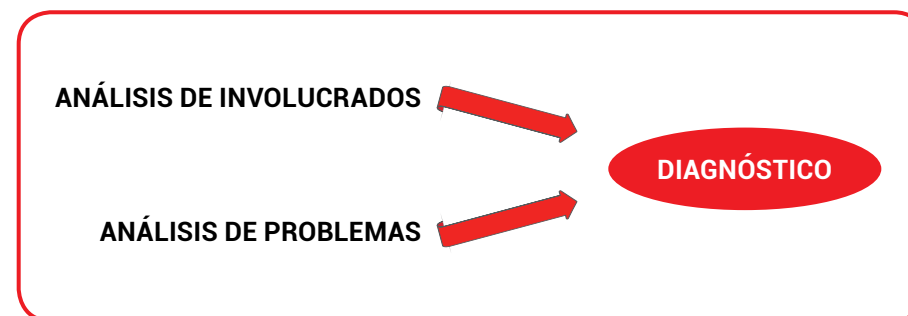 ANÁLISIS DE INVOLUCRADOS
DIAGNÓSTICO
ANÁLISIS DE PROBLEMAS